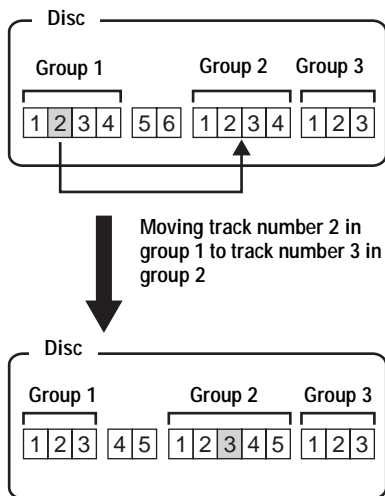 Disc
Group 1 Group 2 Group 3
1 2 3 4 5 6 1 2 3 4 1 2 3
Moving track number 2 in
group 1 to track number 3 in
group 2
Disc
Group 1 Group 2 Group 3
1 2 3 4 5 1 2 3 4 5 1 2 3